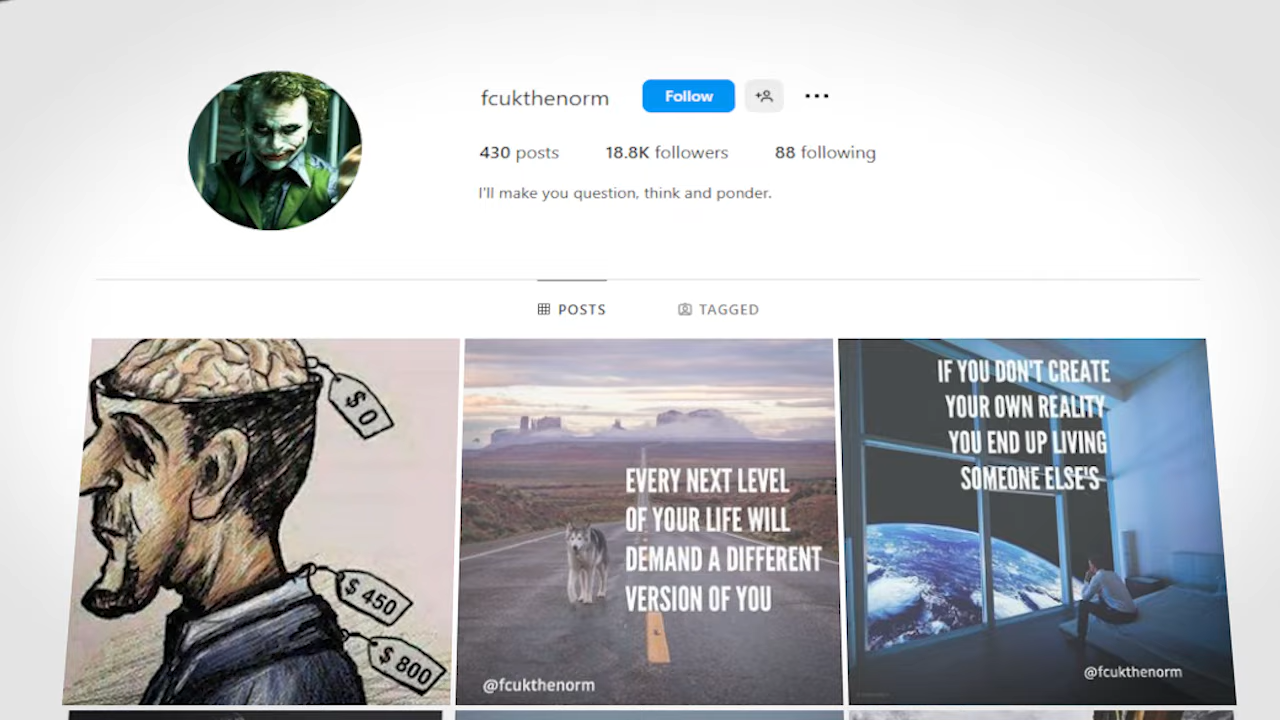 fcukthenorm
Follow
430 posts
18.8K followers
88 following
I'll make you question, think and ponder.
POSTS
TAGGED
$ 0
$ 450
$ 800
EVERY NEXT LEVEL
OF YOUR LIFE WILL
DEMAND A DIFFERENT
VERSION OF YOU
@fcukthenorm
IF YOU DON'T CREATE
YOUR OWN REALITY
YOU END UP LIVING
SOMEONE ELSE'S
@fcukthenorm